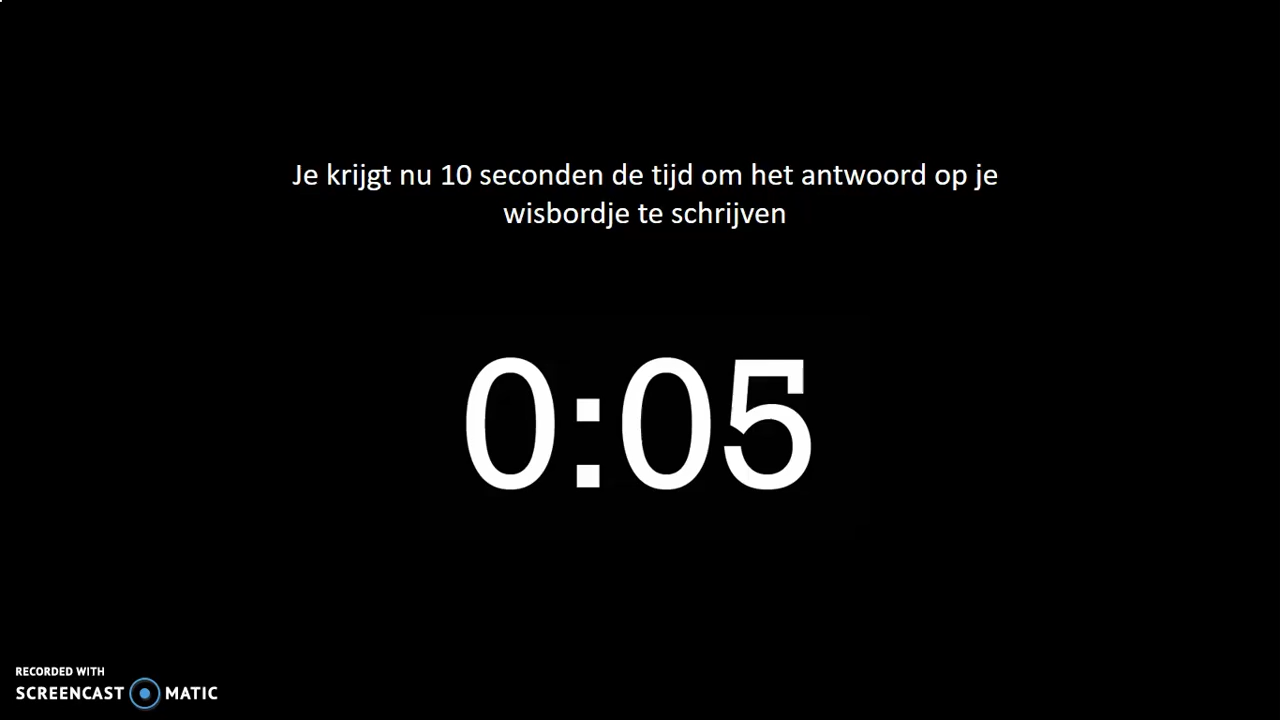 Je krijgt nu 10 seconden de tijd om het antwoord op je
wisbordje te schrijven
0:05
RECORDED WITH
SCREENCAST MATIC